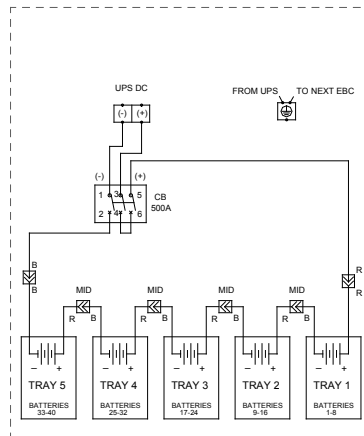 UPS DC
FROM UPS TO NEXT EBC
(-) (+)
(-) (+)
1 3 5
2 4 6
CB
500A
B R
B R
MID MID MID MID
R B R B R B R B
− + − + − + − + − +
TRAY 5 TRAY 4 TRAY 3 TRAY 2 TRAY 1
BATTERIES BATTERIES BATTERIES BATTERIES BATTERIES
33-40 25-32 17-24 9-16 1-8